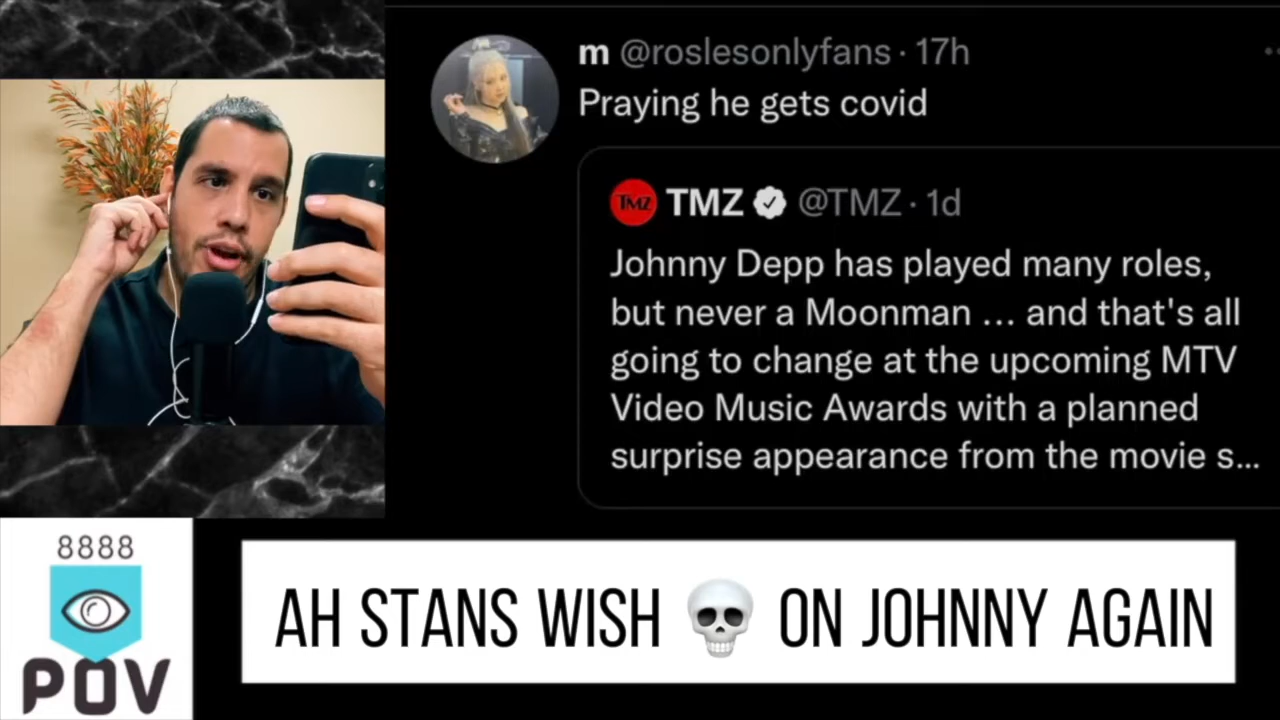 m @roslesonlyfans · 17h
Praying he gets covid
TMZ TMZ @TMZ · 1d
Johnny Depp has played many roles,
but never a Moonman ... and that's all
going to change at the upcoming MTV
Video Music Awards with a planned
surprise appearance from the movie s...
8888
POV
AH STANS WISH 💀 ON JOHNNY AGAIN